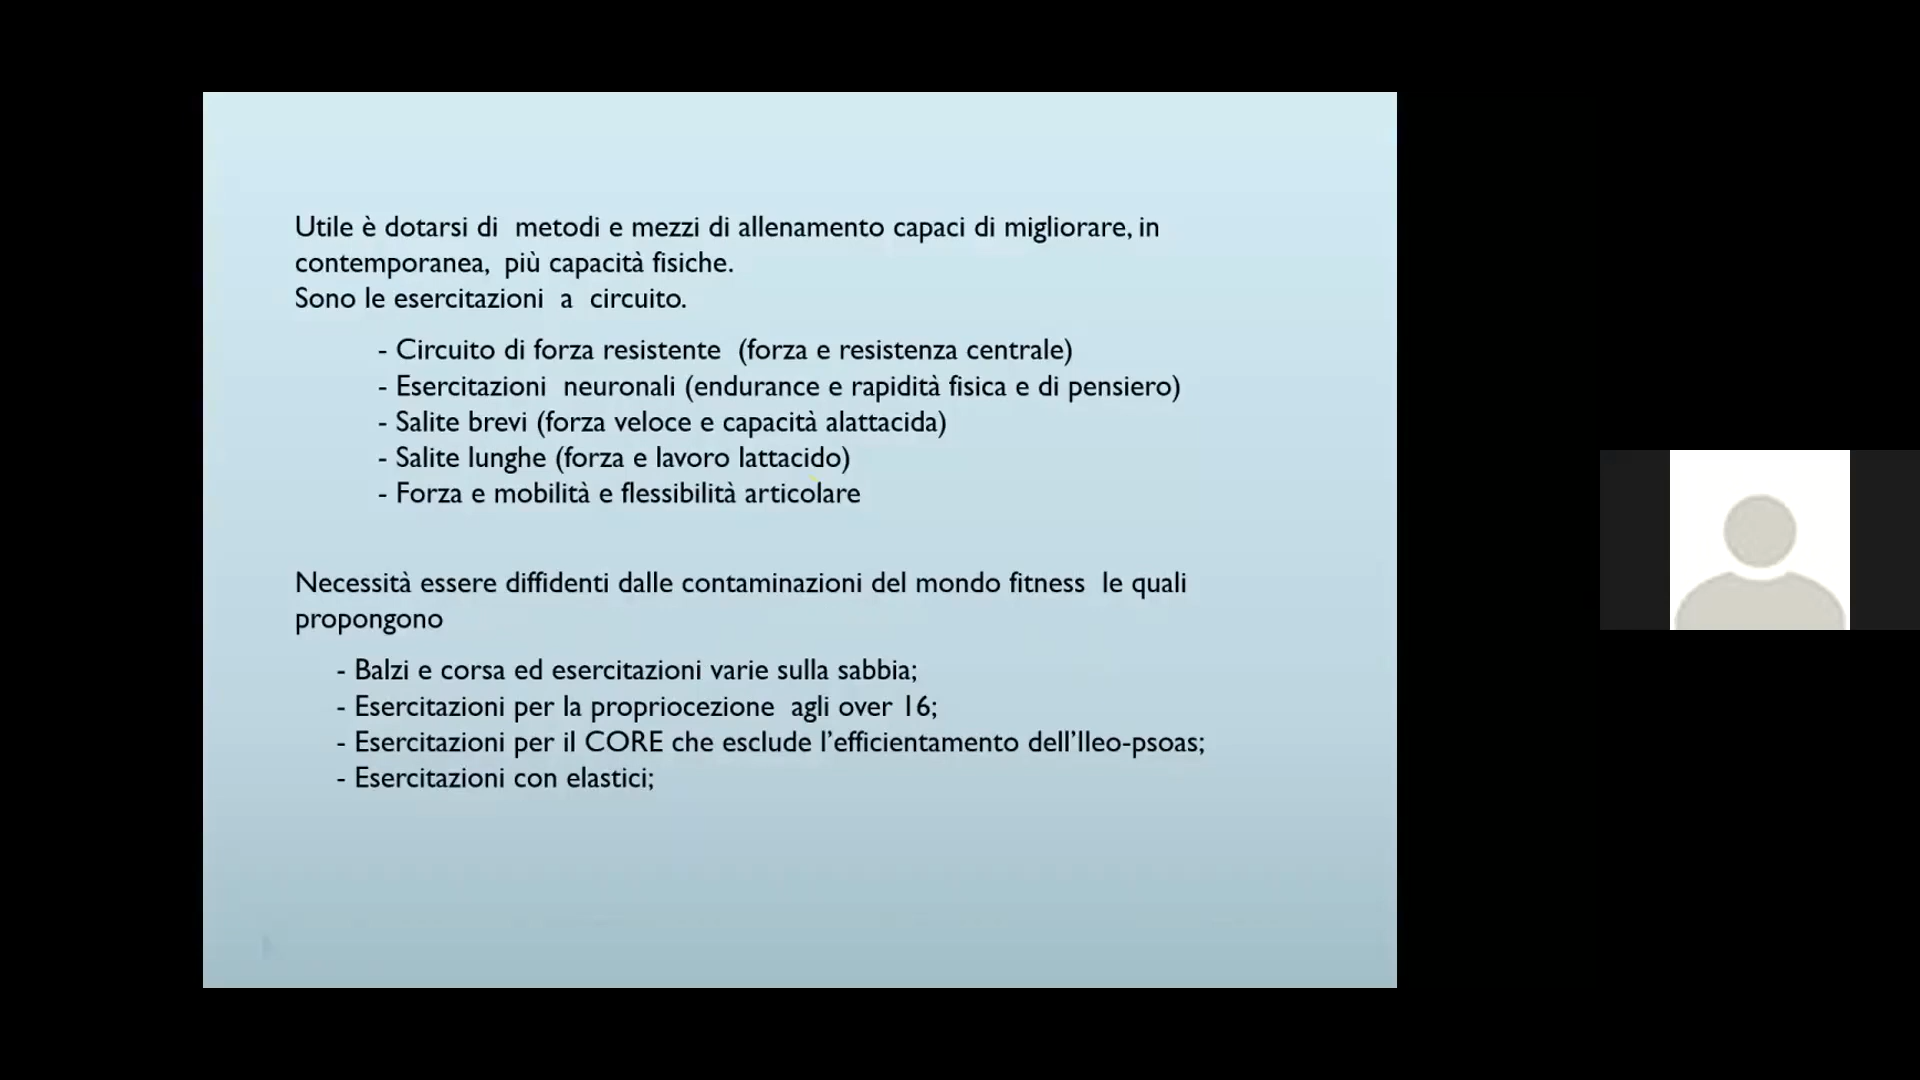 Utile è dotarsi di metodi e mezzi di allenamento capaci di migliorare, in
contemporanea, più capacità fisiche.
Sono le esercitazioni a circuito.
- Circuito di forza resistente (forza e resistenza centrale)
- Esercitazioni neuronali (endurance e rapidità fisica e di pensiero)
- Salite brevi (forza veloce e capacità alattacida)
- Salite lunghe (forza e lavoro lattacido)
- Forza e mobilità e flessibilità articolare
Necessità essere diffidenti dalle contaminazioni del mondo fitness le quali
propongono
- Balzi e corsa ed esercitazioni varie sulla sabbia;
- Esercitazioni per la propriocezione agli over 16;
- Esercitazioni per il CORE che esclude l’efficientamento dell’Ileo-psoas;
- Esercitazioni con elastici;